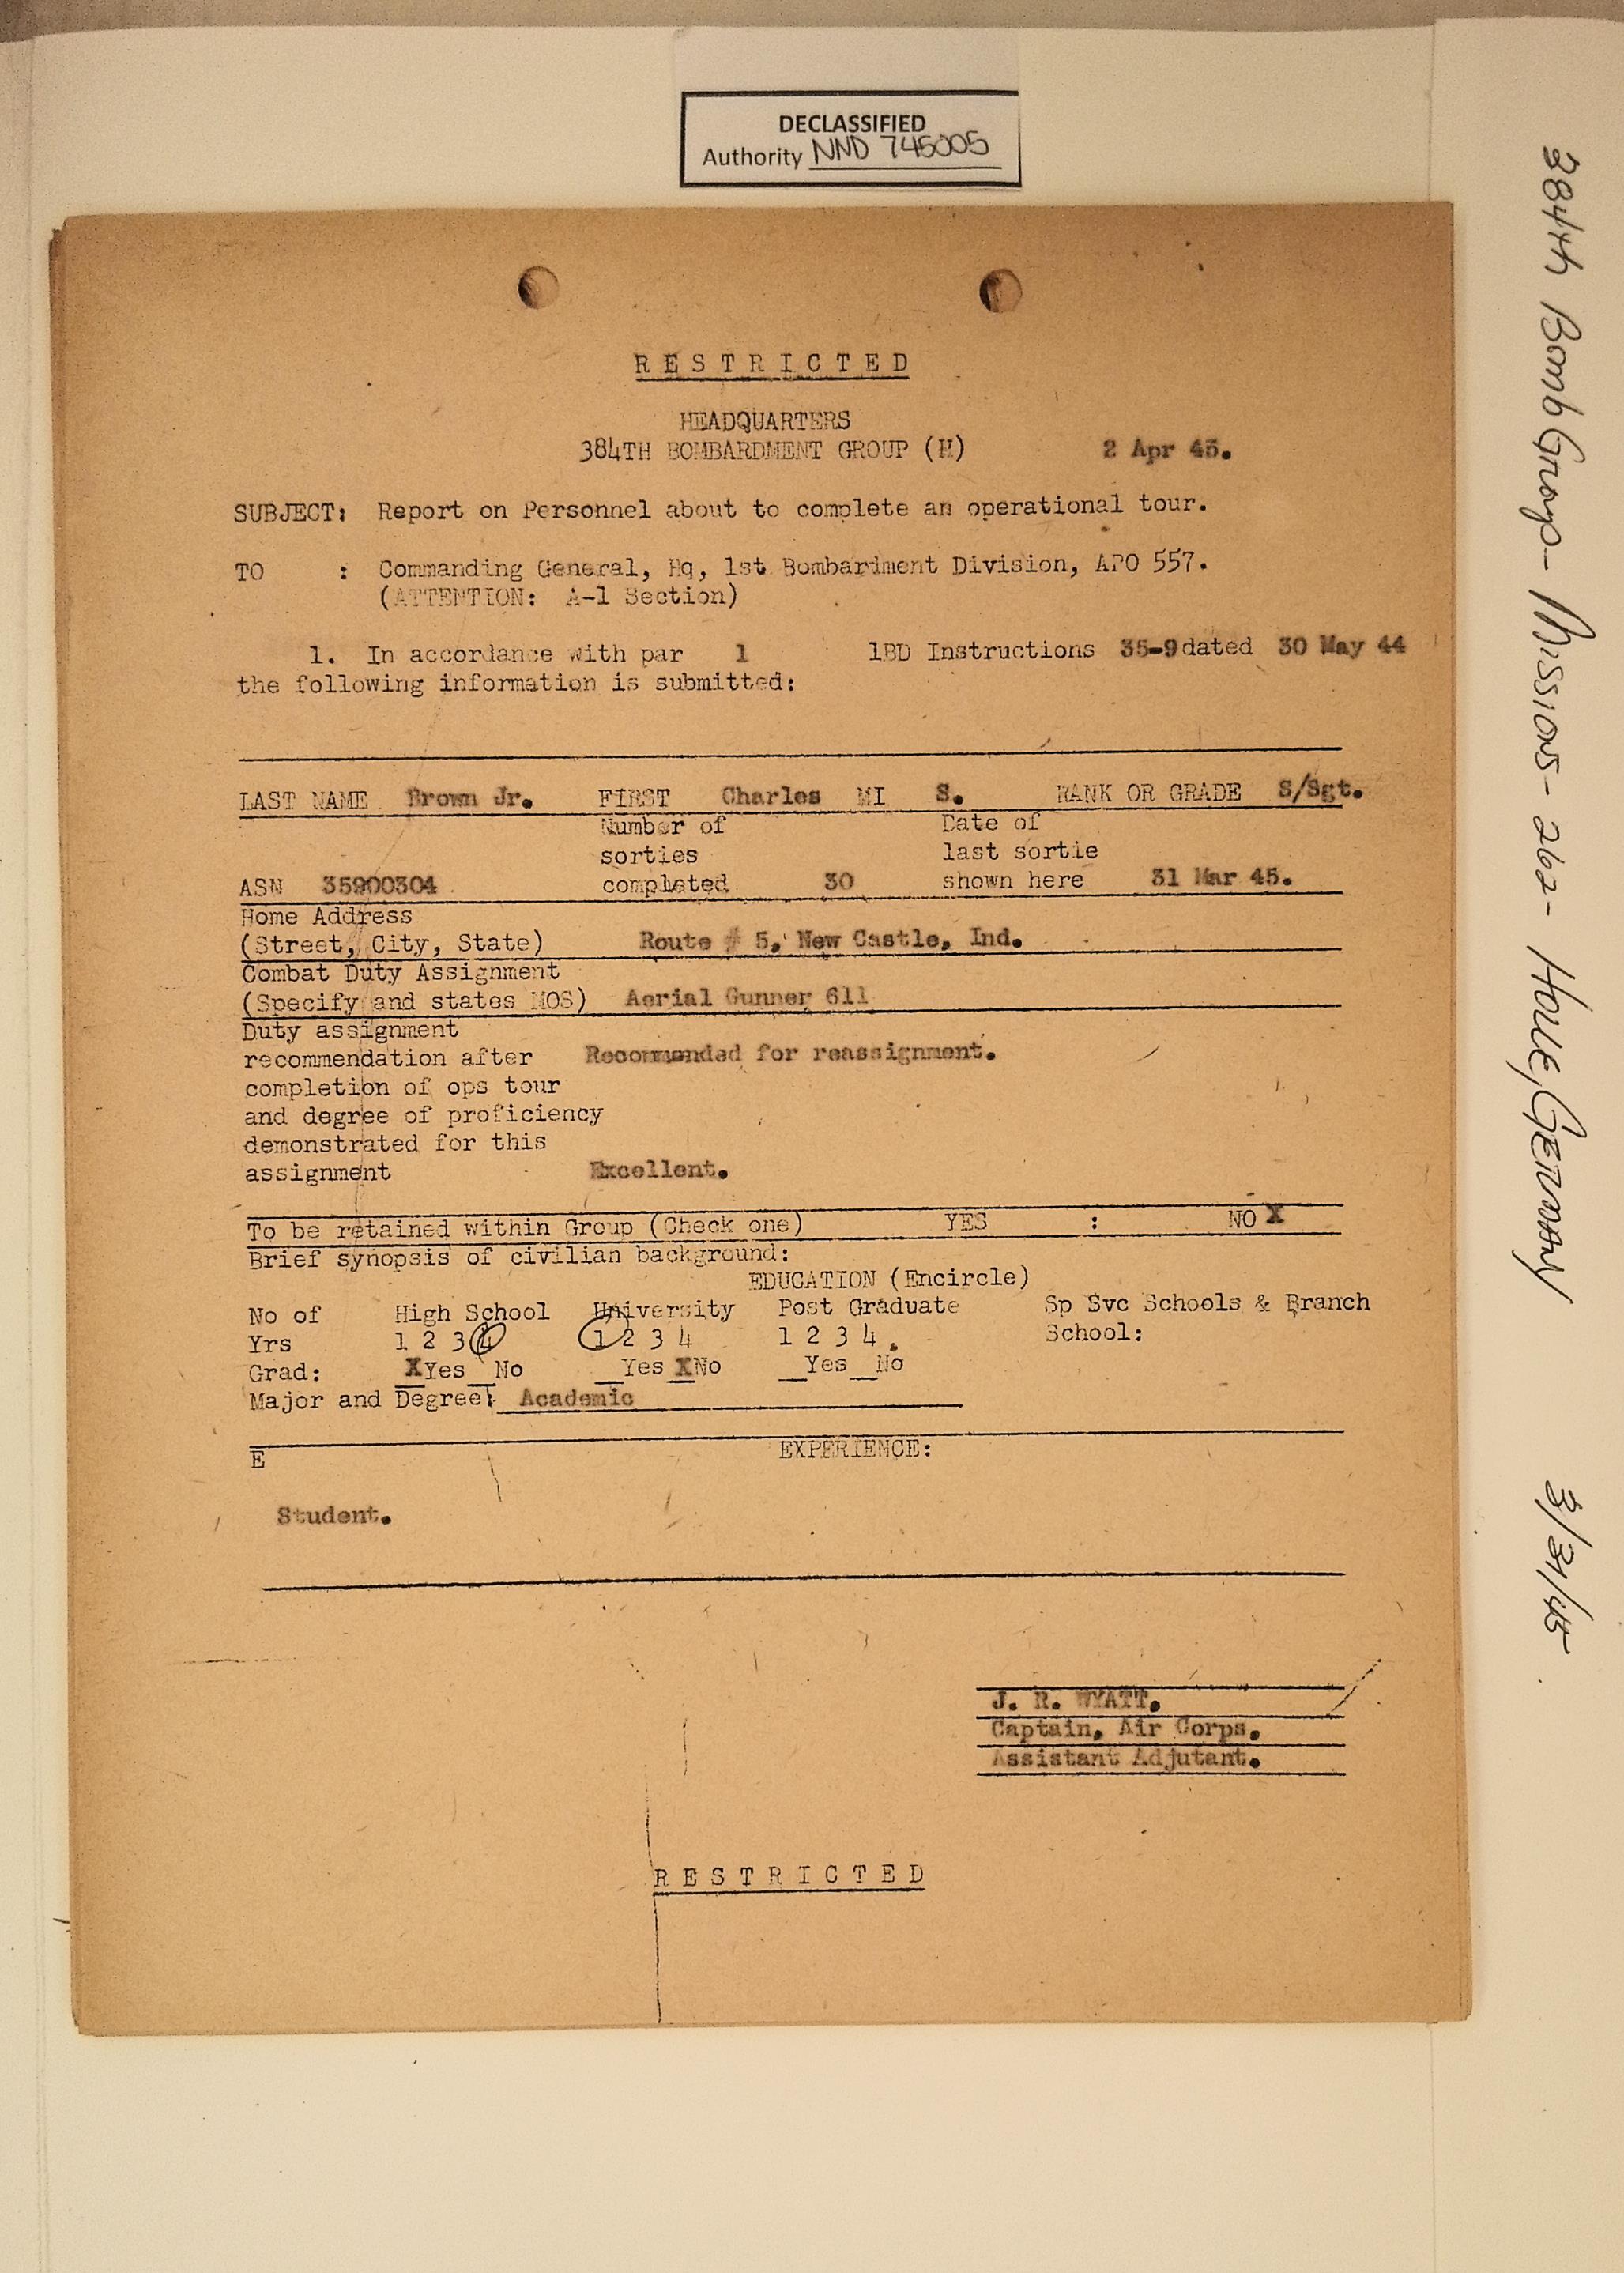 DECLASSIFIED
Authority NND 745005
R E S T R I C T E D
HEADQUARTERS
384TH BOMBARDMENT GROUP (H) 2 Apr 45.
SUBJECT: Report on Personnel about to complete an operational tour.
TO : Commanding General, Hq, 1st Bombardment Division, APO 557.
(ATTENTION: A-1 Section)
1. In accordance with par 1 1BD Instructions 35-9 dated 30 May 44
the following information is submitted:
LAST NAME Brown Jr. FIRST Charles MI S. RANK OR GRADE S/Sgt.
Number of Date of
sorties last sortie
ASN 35900304 completed 30 shown here 31 Mar 45.
Home Address
(Street, City, State) Route # 5, New Castle, Ind.
Combat Duty Assignment
(Specify and states MOS) Aerial Gunner 611
Duty assignment
recommendation after Recommended for reassignment.
completion of ops tour
and degree of proficiency
demonstrated for this
assignment Excellent.
To be retained within Group (Check one) YES : NO X
Brief synopsis of civilian background:
EDUCATION (Encircle)
No of High School University Post Graduate Sp Svc Schools & Branch
Yrs 1 2 3 4 1 2 3 4 1 2 3 4. School:
Grad: XYes__No __Yes XNo __Yes__No
Major and Degree: Academic
E EXPERIENCE:
Student.
J. R. WYATT,
Captain, Air Corps,
Assistant Adjutant.
R E S T R I C T E D
384th Bomb Group - Missions - 262 - Halle, Germany 3/31/45